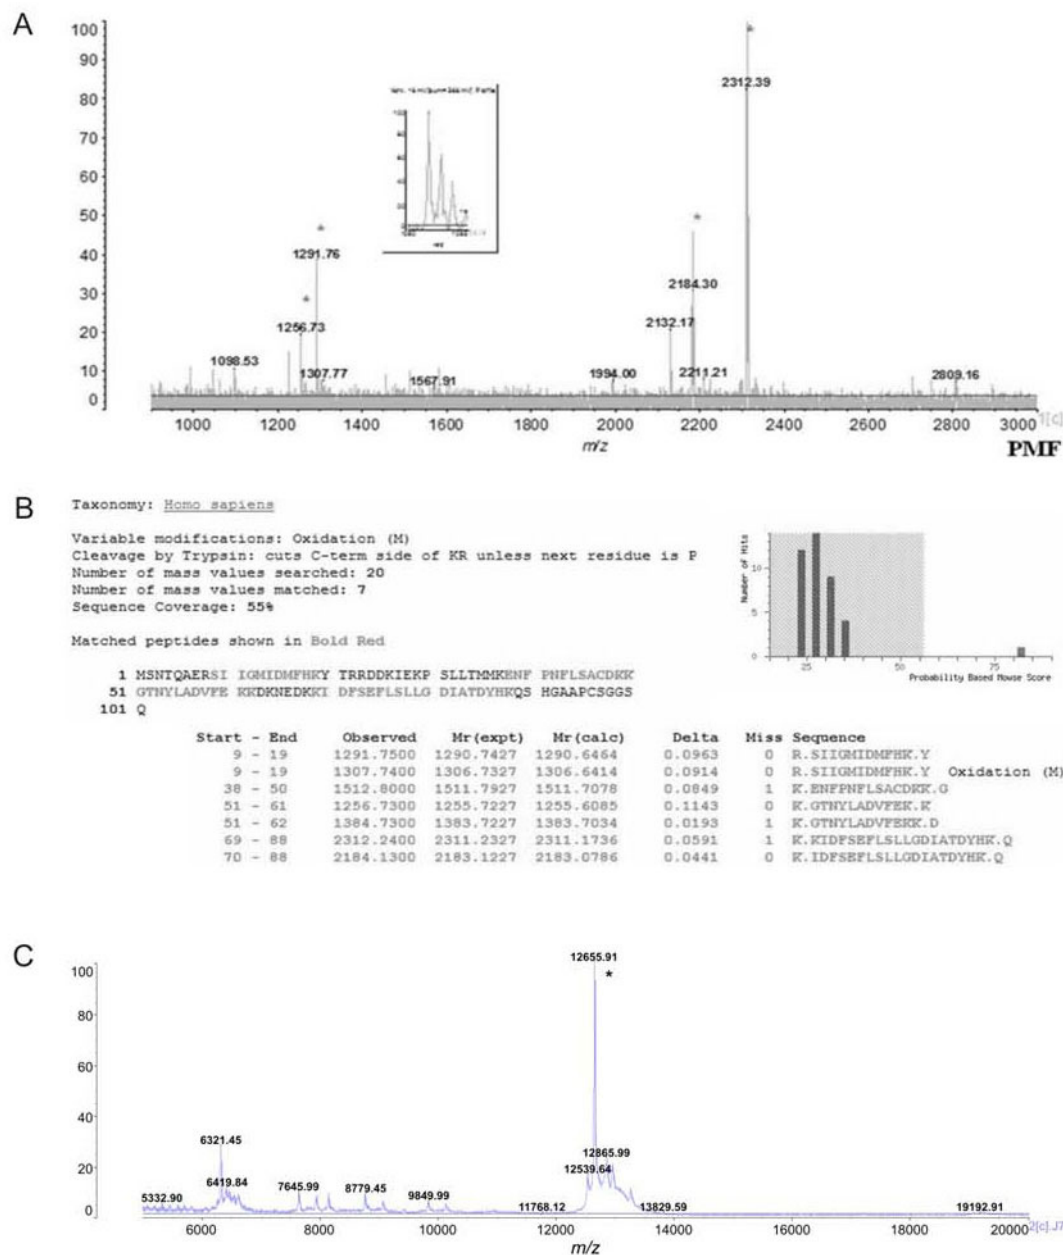 A
100
90
80
70
60
50
40
30
20
10
0
2312.39
1291.76
1256.73
1098.53
1307.77
1567.91
1994.00
2132.17
2184.30
2211.21
2809.16
1000 1200 1400 1600 1800 2000 2200 2400 2600 2800 3000
m/z
PMF
B
Taxonomy: Homo sapiens
Variable modifications: Oxidation (M)
Cleavage by Trypsin: cuts C-term side of KR unless next residue is P
Number of mass values searched: 20
Number of mass values matched: 7
Sequence Coverage: 55%
Matched peptides shown in Bold Red
1 MSNTQAERSI IGMIDMFHKY TRRDDKIEKP SLLTMMKENF PNFLSACDKK
51 GTNYLADVFE KKDKNEDKKI DFSEFLSLLG DIATDYHKQS HGAAPCSGGS
101 Q
Number of Hits
10
5
0
25 50 75
Probability Based Mowse Score
Start - End Observed Mr(expt) Mr(calc) Delta Miss Sequence
9 - 19 1291.7500 1290.7427 1290.6464 0.0963 0 R.SIIGMIDMFHK.Y
9 - 19 1307.7400 1306.7327 1306.6414 0.0914 0 R.SIIGMIDMFHK.Y Oxidation (M)
38 - 50 1512.8000 1511.7927 1511.7078 0.0849 1 K.ENFPNFLSACDKK.G
51 - 61 1256.7300 1255.7227 1255.6085 0.1143 0 K.GTNYLADVFEK.K
51 - 62 1384.7300 1383.7227 1383.7034 0.0193 1 K.GTNYLADVFEKK.D
69 - 88 2312.2400 2311.2327 2311.1736 0.0591 1 K.KIDFSEFLSLLGDIATDYHK.Q
70 - 88 2184.1300 2183.1227 2183.0786 0.0441 0 K.IDFSEFLSLLGDIATDYHK.Q
C
100
80
60
40
20
0
12655.91
*
6321.45
6419.84
5332.90
7645.99
8779.45
9849.99
11768.12
12539.64
12865.99
13829.59
19192.91
6000 8000 10000 12000 14000 16000 18000 20000
m/z